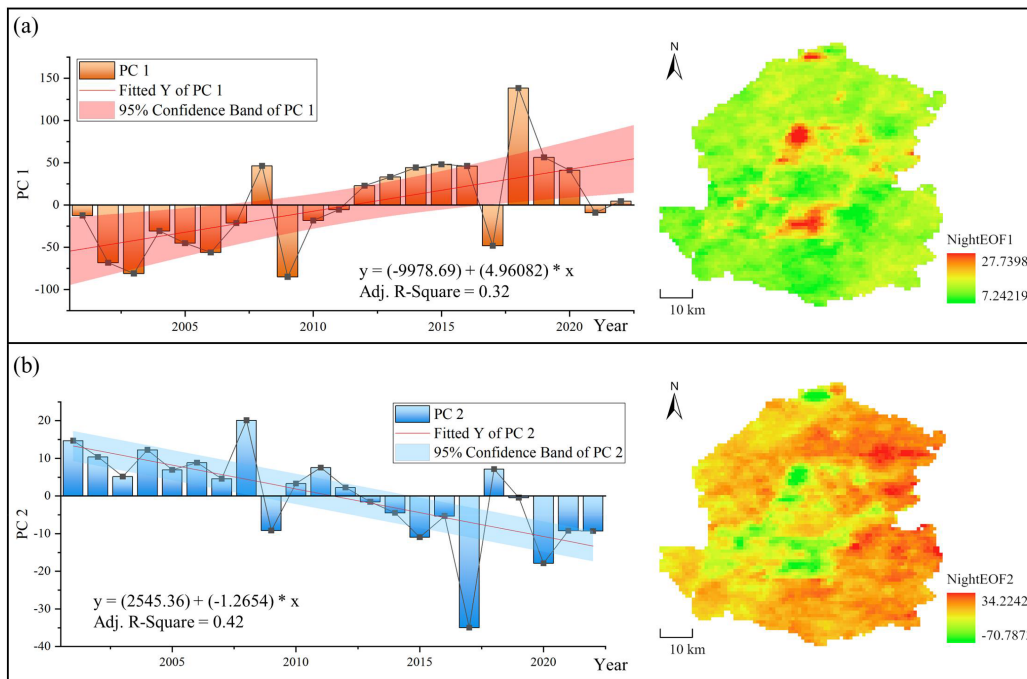 (a)
PC 1
Fitted Y of PC 1
95% Confidence Band of PC 1
150
100
50
0
-50
-100
PC 1
y = (-9978.69) + (4.96082) * x
Adj. R-Square = 0.32
2005
2010
2015
2020
Year
N
10 km
NightEOF1
27.7398
7.24219
(b)
PC 2
Fitted Y of PC 2
95% Confidence Band of PC 2
20
10
0
-10
-20
-30
-40
PC 2
y = (2545.36) + (-1.2654) * x
Adj. R-Square = 0.42
2005
2010
2015
2020
Year
N
10 km
NightEOF2
34.2242
-70.787